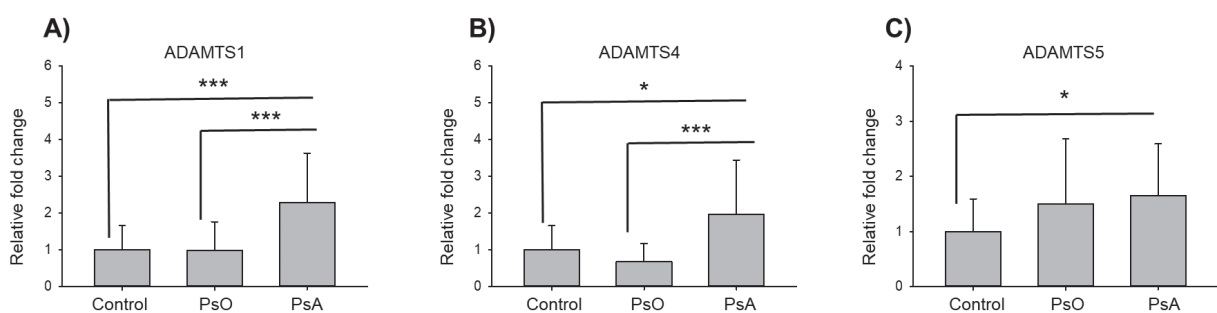 A)
ADAMTS1
Relative fold change
6
5
4
3
2
1
0
***
***
Control PsO PsA
B)
ADAMTS4
Relative fold change
6
5
4
3
2
1
0
*
***
Control PsO PsA
C)
ADAMTS5
Relative fold change
4
3
2
1
0
*
Control PsO PsA